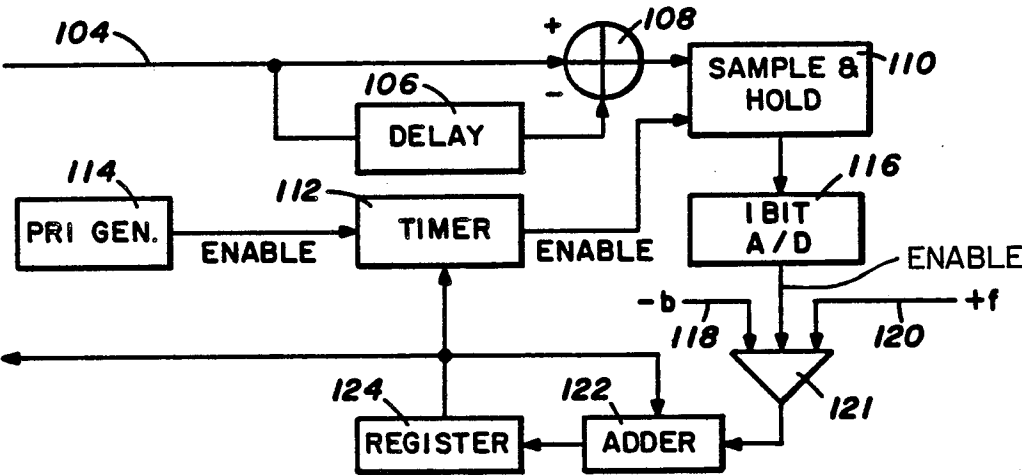 104
+
108
-
106
DELAY
SAMPLE &
HOLD
110
114
PRI GEN.
ENABLE
112
TIMER
ENABLE
116
1 BIT
A/D
ENABLE
-b
118
+f
120
121
124
REGISTER
122
ADDER